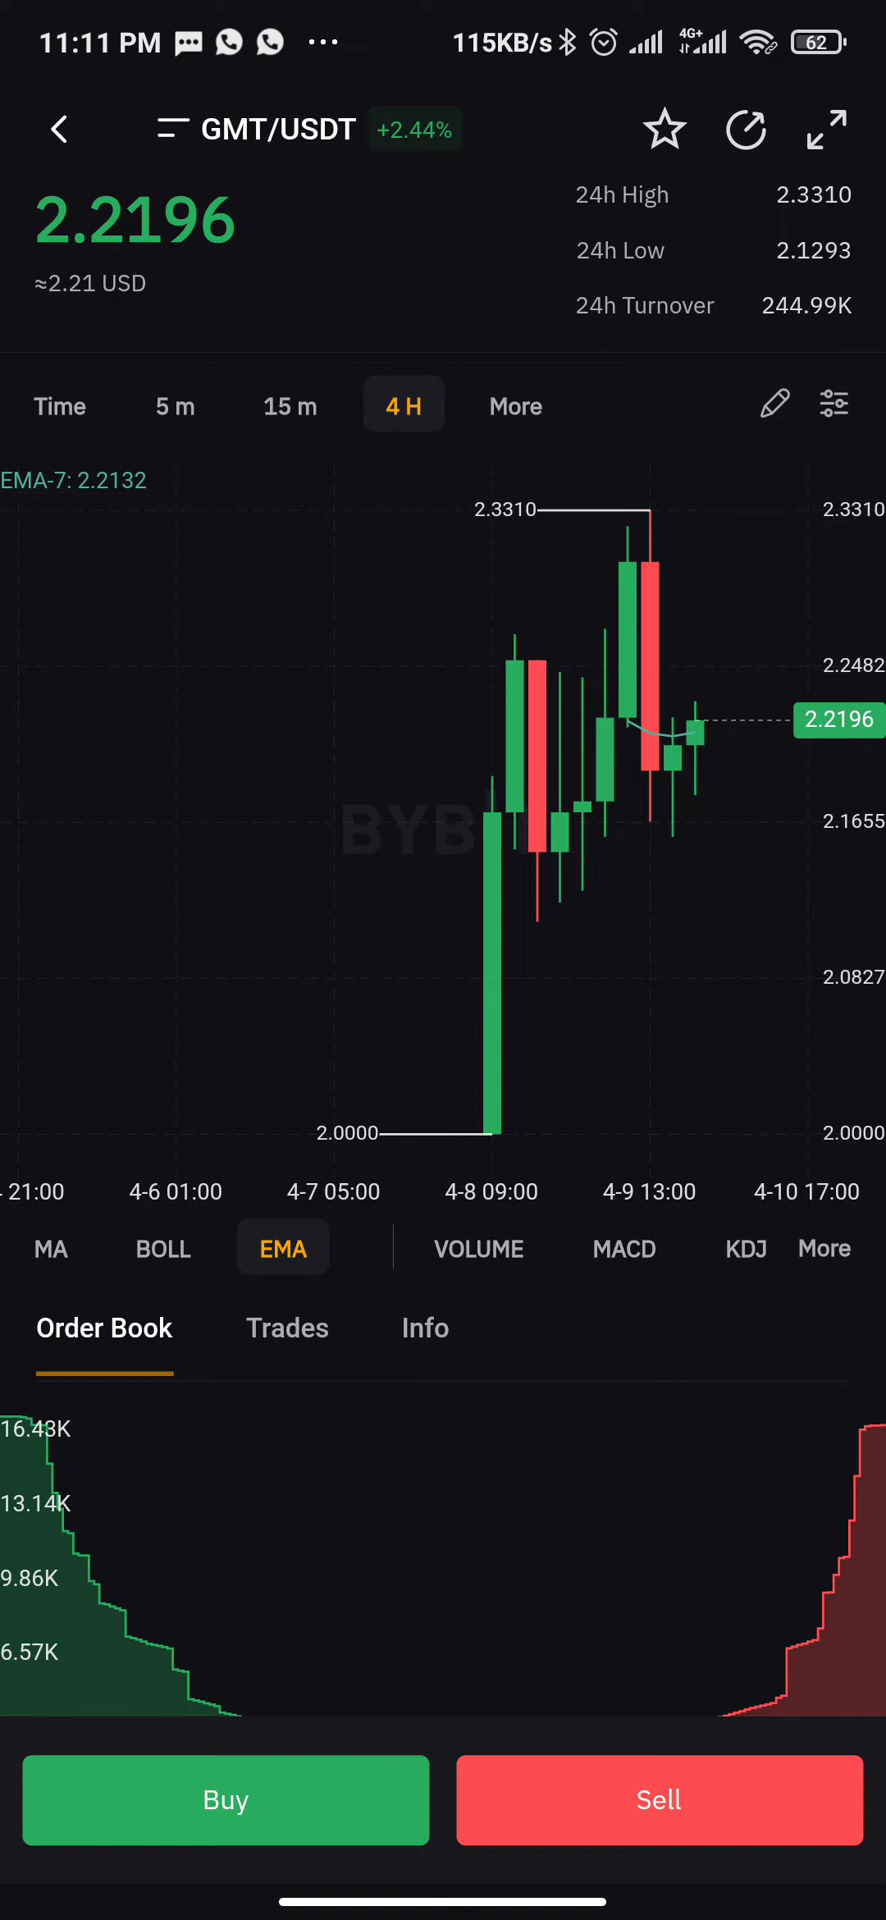 11:11 PM ... 115KB/s 4G+ 62
GMT/USDT +2.44%
2.2196
≈2.21 USD
24h High 2.3310
24h Low 2.1293
24h Turnover 244.99K
Time 5 m 15 m 4 H More
EMA-7: 2.2132
2.3310 2.3310
2.2482
2.2196
2.1655
BYB
2.0827
2.0000 2.0000
21:00 4-6 01:00 4-7 05:00 4-8 09:00 4-9 13:00 4-10 17:00
MA BOLL EMA VOLUME MACD KDJ More
Order Book Trades Info
16.43K
13.14K
9.86K
6.57K
Buy Sell